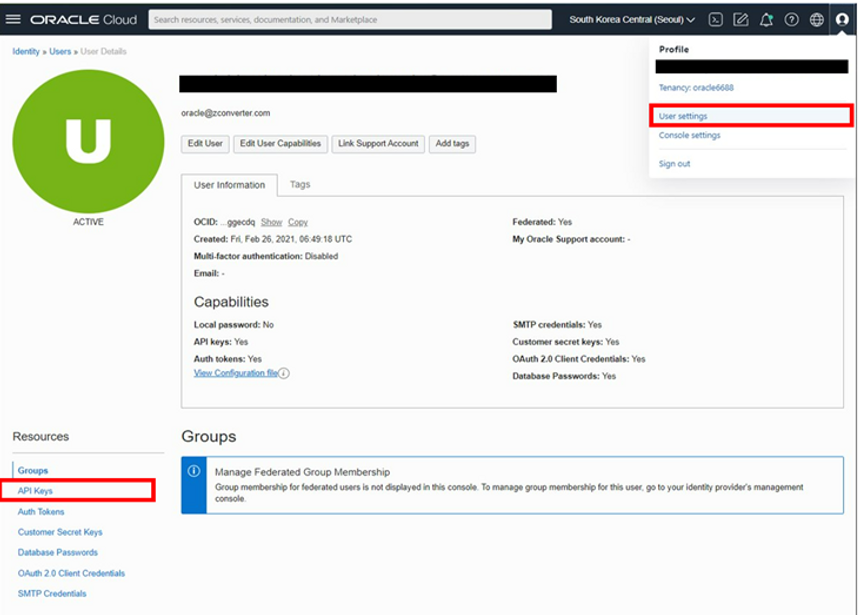 ORACLE Cloud
Search resources, services, documentation, and Marketplace
South Korea Central (Seoul)
Identity » Users » User Details
Profile
Tenancy: oracle6688
User settings
Console settings
Sign out
U
ACTIVE
oracle@zconverter.com
Edit User
Edit User Capabilities
Link Support Account
Add tags
User Information
Tags
OCID: ...ggecdq Show Copy
Federated: Yes
Created: Fri, Feb 26, 2021, 06:49:18 UTC
My Oracle Support account: -
Multi-factor authentication: Disabled
Email: -
Capabilities
Local password: No
SMTP credentials: Yes
API keys: Yes
Customer secret keys: Yes
Auth tokens: Yes
OAuth 2.0 Client Credentials: Yes
View Configuration file
Database Passwords: Yes
Resources
Groups
API Keys
Auth Tokens
Customer Secret Keys
Database Passwords
OAuth 2.0 Client Credentials
SMTP Credentials
Groups
Manage Federated Group Membership
Group membership for federated users is not displayed in this console. To manage group membership for this user, go to your identity provider's management
console.